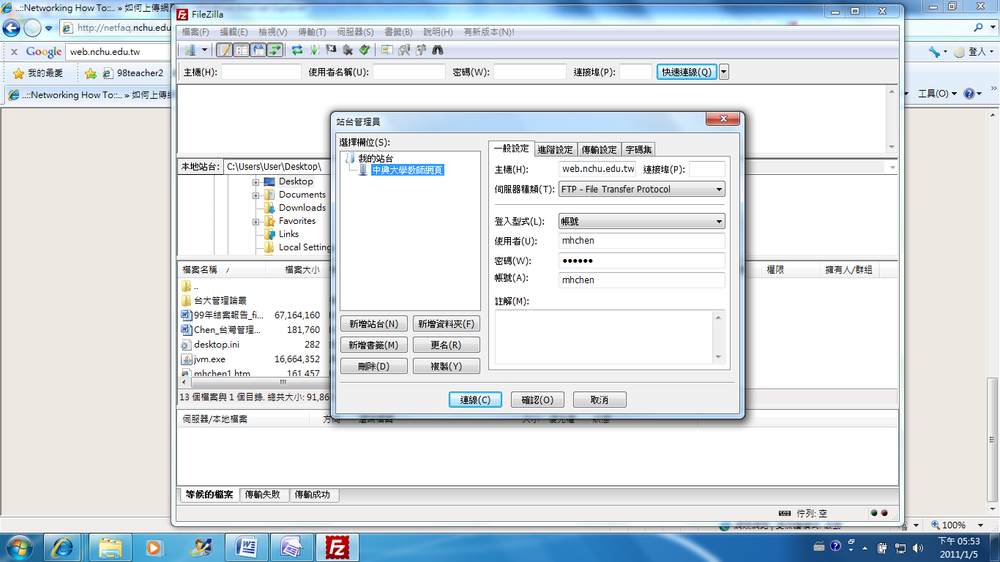 ..::Networking How To::.. » 如何上傳網頁
FileZilla
http://netfaq.nchu.edu
檔案(F) 編輯(E) 檢視(V) 傳輸(T) 伺服器(S) 書籤(B) 說明(H) 有新版本(N)!
Google web.nchu.edu.tw
登入
我的最愛 98teacher2
主機(H): 使用者名稱(U): 密碼(W): 連接埠(P): 快速連線(Q)
..::Networking How To::.. » 如何上傳網
工具(O)
站台管理員
選擇欄位(S):
我的站台
中興大學教師網頁
新增站台(N) 新增資料夾(F)
新增書籤(M) 更名(R)
刪除(D) 複製(Y)
一般設定 進階設定 傳輸設定 字碼集
主機(H): web.nchu.edu.tw 連接埠(P):
伺服器種類(T): FTP - File Transfer Protocol
登入型式(L): 帳號
使用者(U): mhchen
密碼(W): ●●●●●●
帳號(A): mhchen
註解(M):
連線(C) 確認(O) 取消
本地站台: C:\Users\User\Desktop\
Desktop
Documents
Downloads
Favorites
Links
Local Setting
檔案名稱 檔案大小
權限 擁有人/群組
..
台大管理論叢
99年結案報告_fi... 67,164,160
Chen_台灣管理... 181,760
desktop.ini 282
jvm.exe 16,664,352
mhchen1.htm 161,457
13 個檔案與 1 個目錄. 總共大小: 91,86
伺服器/本地檔案 方向 遠端檔案 大小 優先權 狀態
等候的檔案 傳輸失敗 傳輸成功
佇列: 空
100%
下午 05:53
2011/1/5